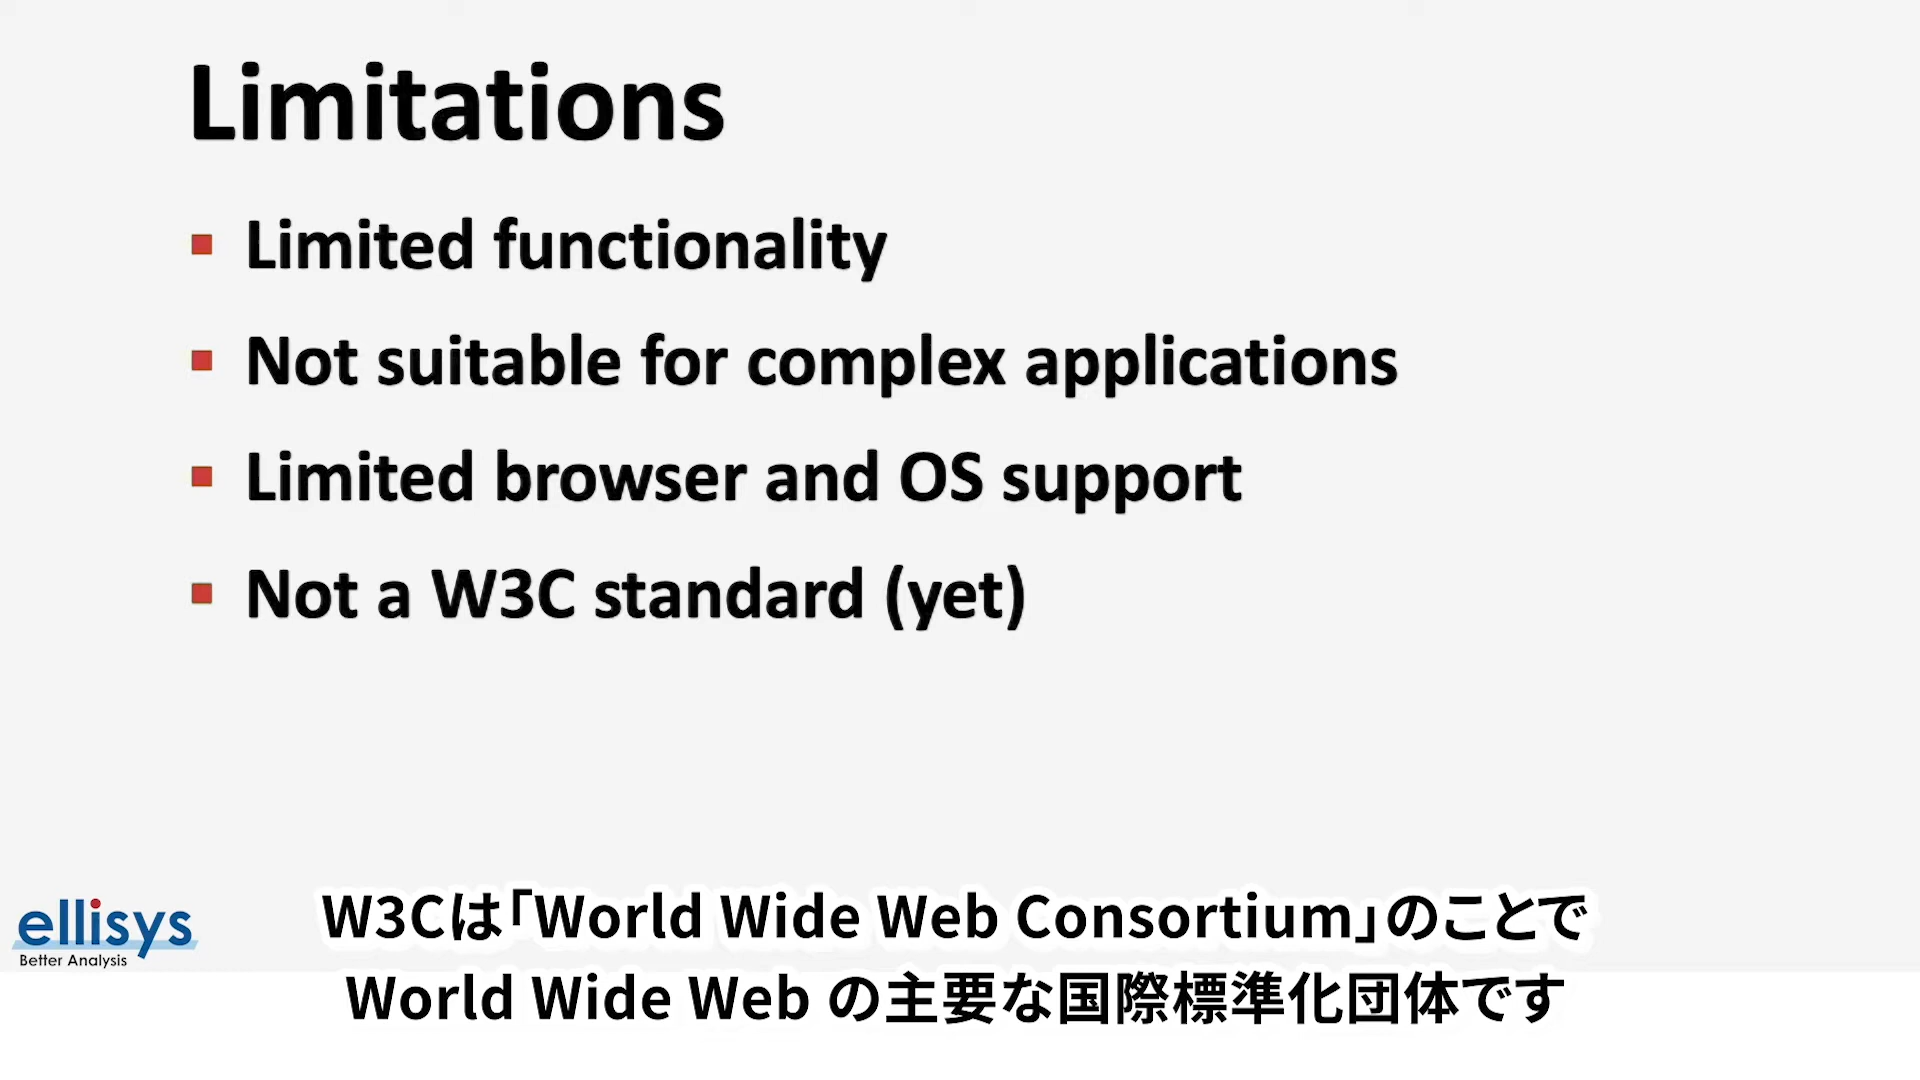 Limitations
Limited functionality
Not suitable for complex applications
Limited browser and OS support
Not a W3C standard (yet)
ellisys
Better Analysis
W3Cは「World Wide Web Consortium」のことで
World Wide Web の主要な国際標準化団体です